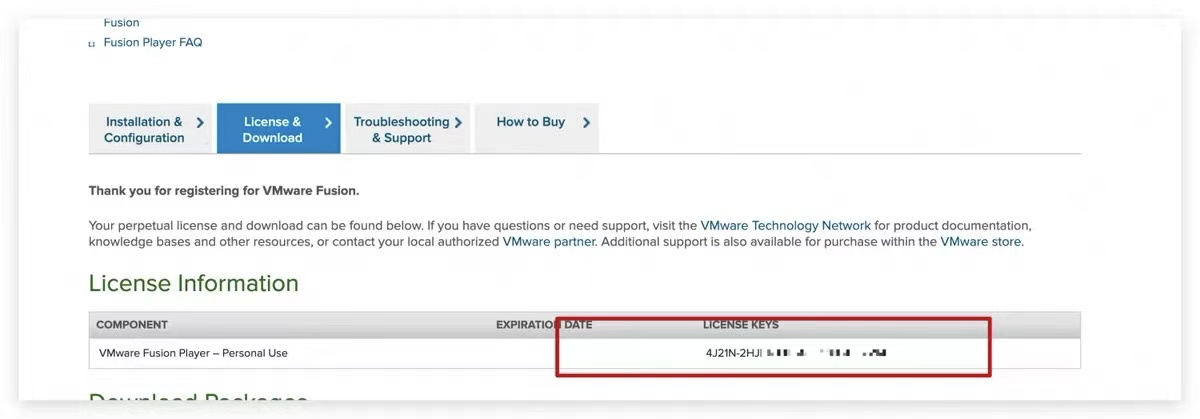 Fusion
Fusion Player FAQ
Installation & Configuration
License & Download
Troubleshooting & Support
How to Buy
Thank you for registering for VMware Fusion.
Your perpetual license and download can be found below. If you have questions or need support, visit the VMware Technology Network for product documentation,
knowledge bases and other resources, or contact your local authorized VMware partner. Additional support is also available for purchase within the VMware store.
License Information
COMPONENT EXPIRATION DATE LICENSE KEYS
VMware Fusion Player – Personal Use 4J21N-2HJ
Download Packages